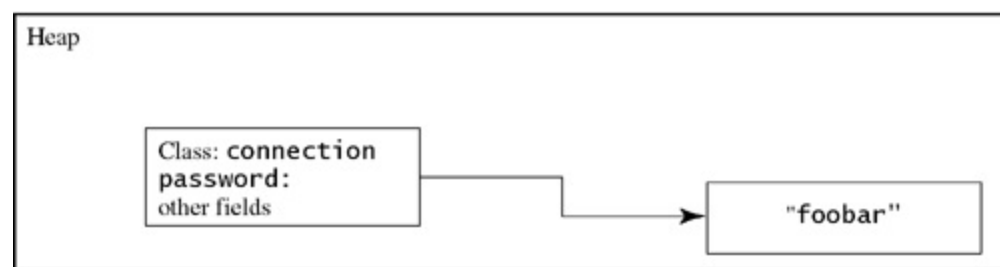 Heap
Class: connection
password:
other fields
"foobar"